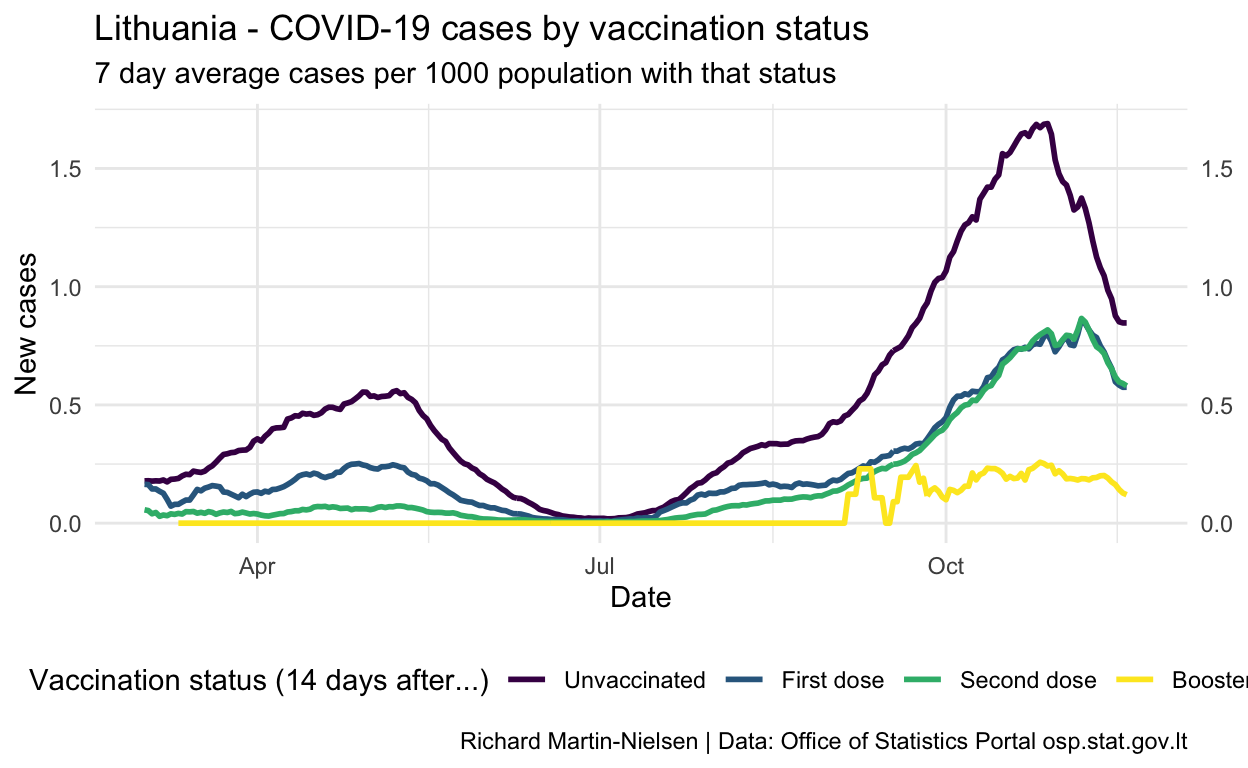 Lithuania - COVID-19 cases by vaccination status
7 day average cases per 1000 population with that status
New cases
1.5
1.0
0.5
0.0
1.5
1.0
0.5
0.0
Apr Jul Oct
Date
Vaccination status (14 days after...) Unvaccinated First dose Second dose Booster
Richard Martin-Nielsen | Data: Office of Statistics Portal osp.stat.gov.lt